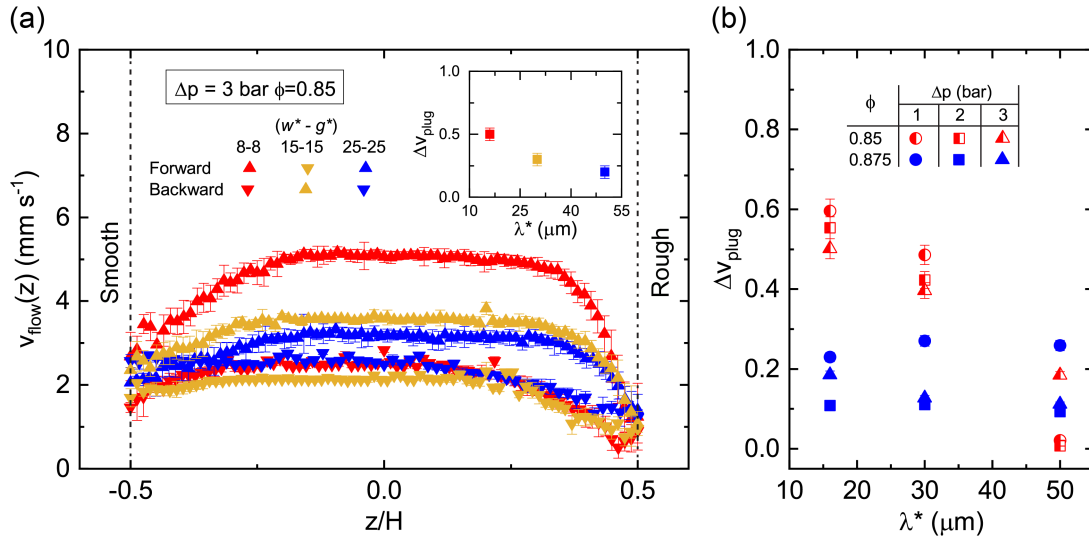 (a)
10
8
6
4
2
0
v_flow(z) (mm s⁻¹)
Smooth
Rough
Δp = 3 bar ϕ=0.85
(w* - g*)
8-8 15-15 25-25
Forward
Backward
1.0
0.5
0.0
Δv_plug
10 25 40 55
λ* (μm)
-0.5 0.0 0.5
z/H
(b)
1.0
0.8
0.6
0.4
0.2
0.0
Δv_plug
ϕ Δp (bar)
1 2 3
0.85
0.875
10 20 30 40 50
λ* (μm)